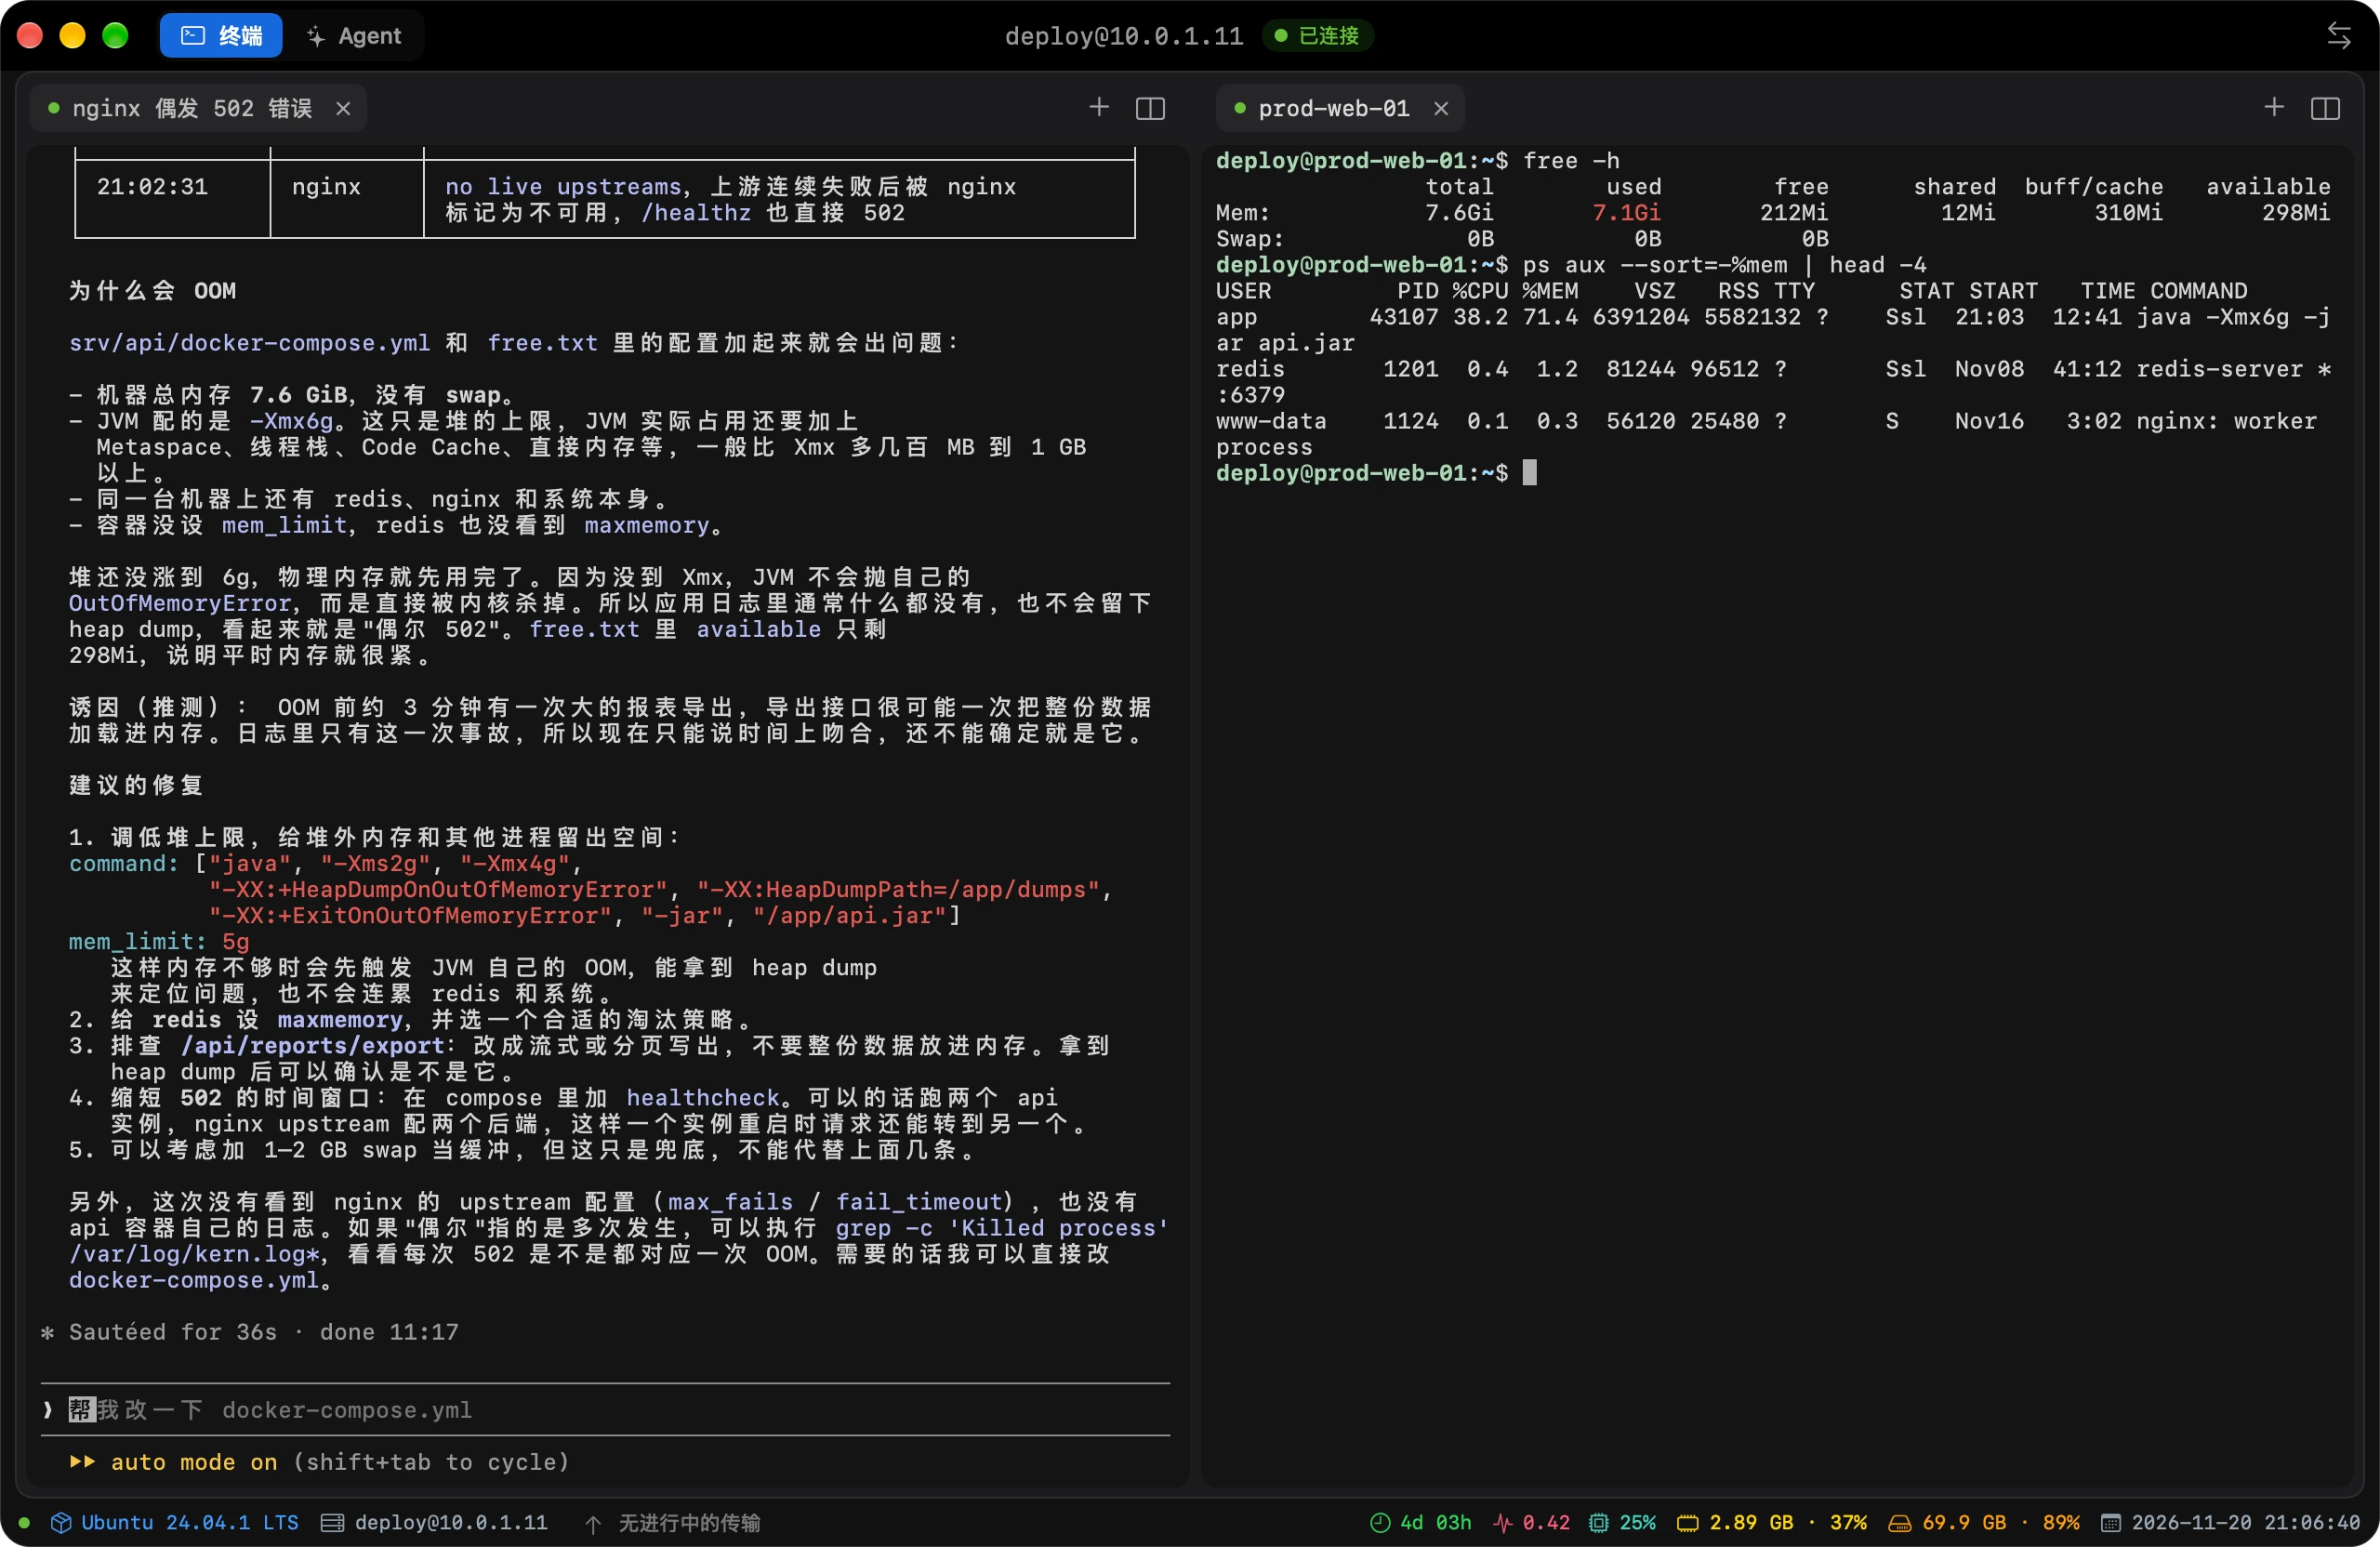 终端
Agent
deploy@10.0.1.11
已连接
nginx 偶发 502 错误
21:02:31 nginx no live upstreams, 上游连续失败后被 nginx
标记为不可用, /healthz 也直接 502
为什么会 OOM
srv/api/docker-compose.yml 和 free.txt 里的配置加起来就会出问题:
- 机器总内存 7.6 GiB, 没有 swap。
- JVM 配的是 -Xmx6g。这只是堆的上限, JVM 实际占用还要加上
Metaspace、线程栈、Code Cache、直接内存等, 一般比 Xmx 多几百 MB 到 1 GB
以上。
- 同一台机器上还有 redis、nginx 和系统本身。
- 容器没设 mem_limit, redis 也没看到 maxmemory。
堆还没涨到 6g, 物理内存就先用完了。因为没到 Xmx, JVM 不会抛自己的
OutOfMemoryError, 而是直接被内核杀掉。所以应用日志里通常什么都没有, 也不会留下
heap dump, 看起来就是"偶尔 502"。free.txt 里 available 只剩
298Mi, 说明平时内存就很紧。
诱因 (推测) : OOM 前约 3 分钟有一次大的报表导出, 导出接口很可能一次把整份数据
加载进内存。日志里只有这一次事故, 所以现在只能说时间上吻合, 还不能确定就是它。
建议的修复
1. 调低堆上限, 给堆外内存和其他进程留出空间:
command: ["java", "-Xms2g", "-Xmx4g",
"-XX:+HeapDumpOnOutOfMemoryError", "-XX:HeapDumpPath=/app/dumps",
"-XX:+ExitOnOutOfMemoryError", "-jar", "/app/api.jar"]
mem_limit: 5g
这样内存不够时会先触发 JVM 自己的 OOM, 能拿到 heap dump
来定位问题, 也不会连累 redis 和系统。
2. 给 redis 设 maxmemory, 并选一个合适的淘汰策略。
3. 排查 /api/reports/export: 改成流式或分页写出, 不要整份数据放进内存。拿到
heap dump 后可以确认是不是它。
4. 缩短 502 的时间窗口: 在 compose 里加 healthcheck。可以的话跑两个 api
实例, nginx upstream 配两个后端, 这样一个实例重启时请求还能转到另一个。
5. 可以考虑加 1–2 GB swap 当缓冲, 但这只是兜底, 不能代替上面几条。
另外, 这次没有看到 nginx 的 upstream 配置 (max_fails / fail_timeout) , 也没有
api 容器自己的日志。如果"偶尔"指的是多次发生, 可以执行 grep -c 'Killed process'
/var/log/kern.log*, 看看每次 502 是不是都对应一次 OOM。需要的话我可以直接改
docker-compose.yml。
✻ Sautéed for 36s · done 11:17
❯ 帮我改一下 docker-compose.yml
⏵⏵ auto mode on (shift+tab to cycle)
prod-web-01
deploy@prod-web-01:~$ free -h
total used free shared buff/cache available
Mem: 7.6Gi 7.1Gi 212Mi 12Mi 310Mi 298Mi
Swap: 0B 0B 0B
deploy@prod-web-01:~$ ps aux --sort=-%mem | head -4
USER PID %CPU %MEM VSZ RSS TTY STAT START TIME COMMAND
app 43107 38.2 71.4 6391204 5582132 ? Ssl 21:03 12:41 java -Xmx6g -j
ar api.jar
redis 1201 0.4 1.2 81244 96512 ? Ssl Nov08 41:12 redis-server *
:6379
www-data 1124 0.1 0.3 56120 25480 ? S Nov16 3:02 nginx: worker
process
deploy@prod-web-01:~$
Ubuntu 24.04.1 LTS deploy@10.0.1.11 无进行中的传输 4d 03h 0.42 25% 2.89 GB · 37% 69.9 GB · 89% 2026-11-20 21:06:40